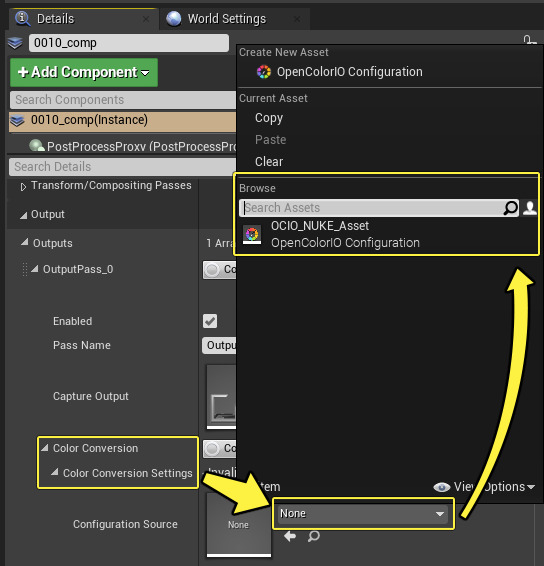 Details
World Settings
0010_comp
+ Add Component
Search Components
0010_comp(Instance)
PostProcessProxy (PostProcessPro
Search Details
Transform/Compositing Passes
Output
Outputs
1 Arra
OutputPass_0
Co
Enabled
Pass Name
Outpu
Capture Output
Color Conversion
Co
Color Conversion Settings
Invali
Configuration Source
None
None
Create New Asset
OpenColorIO Configuration
Current Asset
Copy
Paste
Clear
Browse
Search Assets
OCIO_NUKE_Asset
OpenColorIO Configuration
tem
View Options